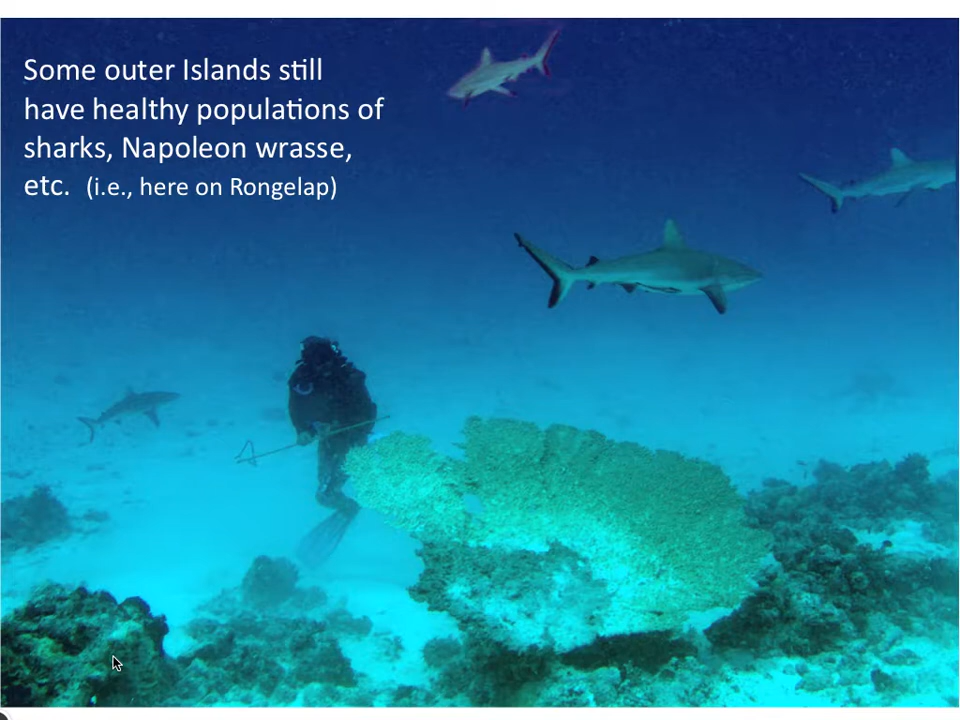 Some outer Islands still
have healthy populations of
sharks, Napoleon wrasse,
etc. (i.e., here on Rongelap)